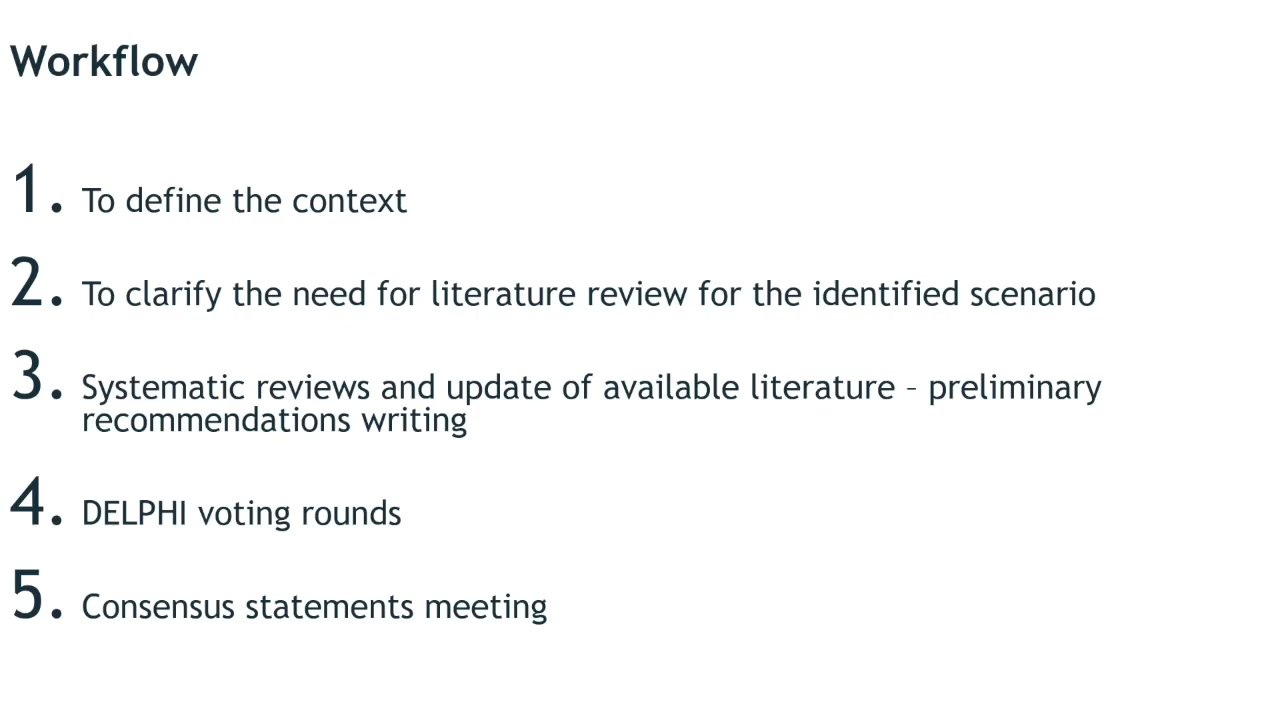 Workflow
1. To define the context
2. To clarify the need for literature review for the identified scenario
3. Systematic reviews and update of available literature – preliminary
recommendations writing
4. DELPHI voting rounds
5. Consensus statements meeting